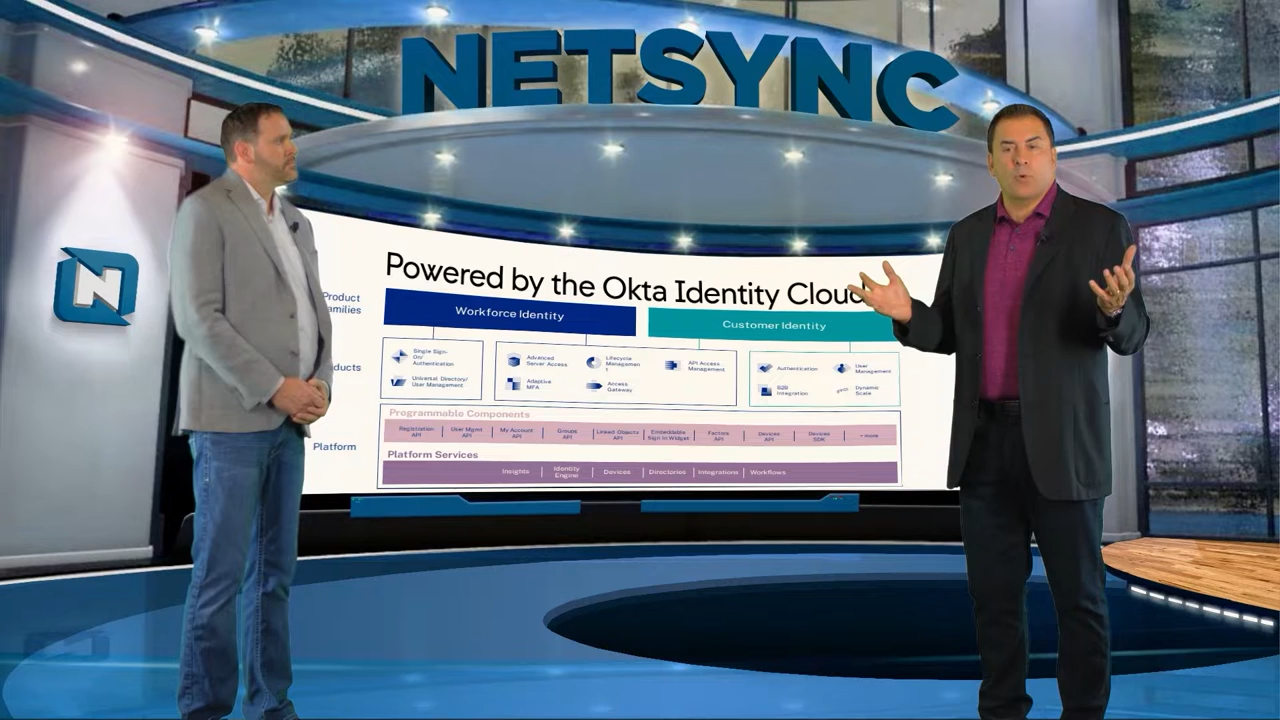 NETSYNC
N
Powered by the Okta Identity Cloud
Product
amilies
Workforce Identity
Customer Identity
ducts
Single Sign-
On/
Authentication
Universal Directory/
User Management
Advanced
Server Access
Lifecycle
Managemen
t
API Access
Management
Adaptive
MFA
Access
Gateway
Authentication
User
Management
B2B
Integration
Dynamic
Scale
Platform
Programmable Components
Registration
API
User Mgmt
API
My Account
API
Groups
API
Linked Objects
API
Embeddable
Sign In Widget
Factors
API
Devices
API
Devices
SDK
+ more
Platform Services
Insights
Identity
Engine
Devices
Directories
Integrations
Workflows